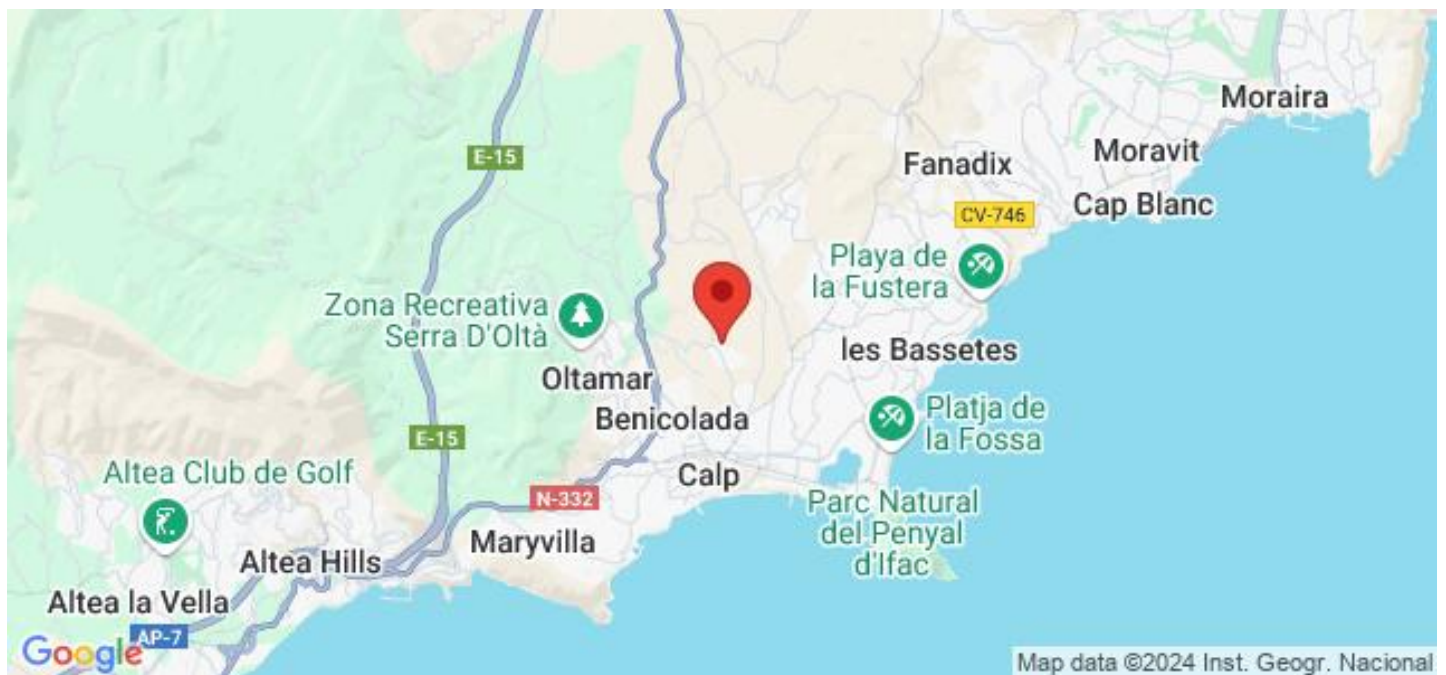 Moraira
Moravit
E-15
Fanadix
Cap Blanc
CV-746
Playa de
la Fustera
Zona Recreativa
Serra D'Oltà
les Bassetes
Oltamar
Benicolada
Platja de
la Fossa
E-15
Altea Club de Golf
Calp
N-332
Parc Natural
del Penyal
d'Ifac
Maryvilla
Altea Hills
Altea la Vella
AP-7
Google
Map data ©2024 Inst. Geogr. Nacional